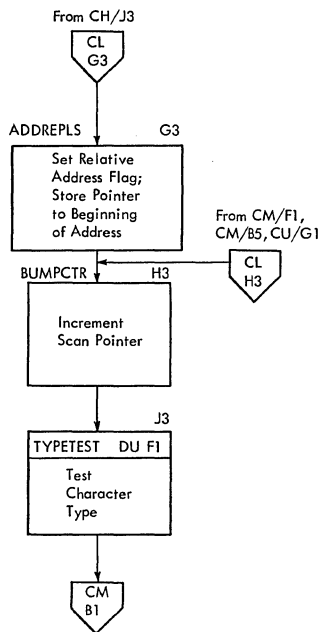 From CH/J3
CL
G3
ADDREPLS G3
Set Relative
Address Flag;
Store Pointer
to Beginning
of Address
From CM/F1,
CM/B5, CU/G1
CL
H3
BUMPCTR H3
Increment
Scan Pointer
J3
TYPETEST DU F1
Test
Character
Type
CM
B1